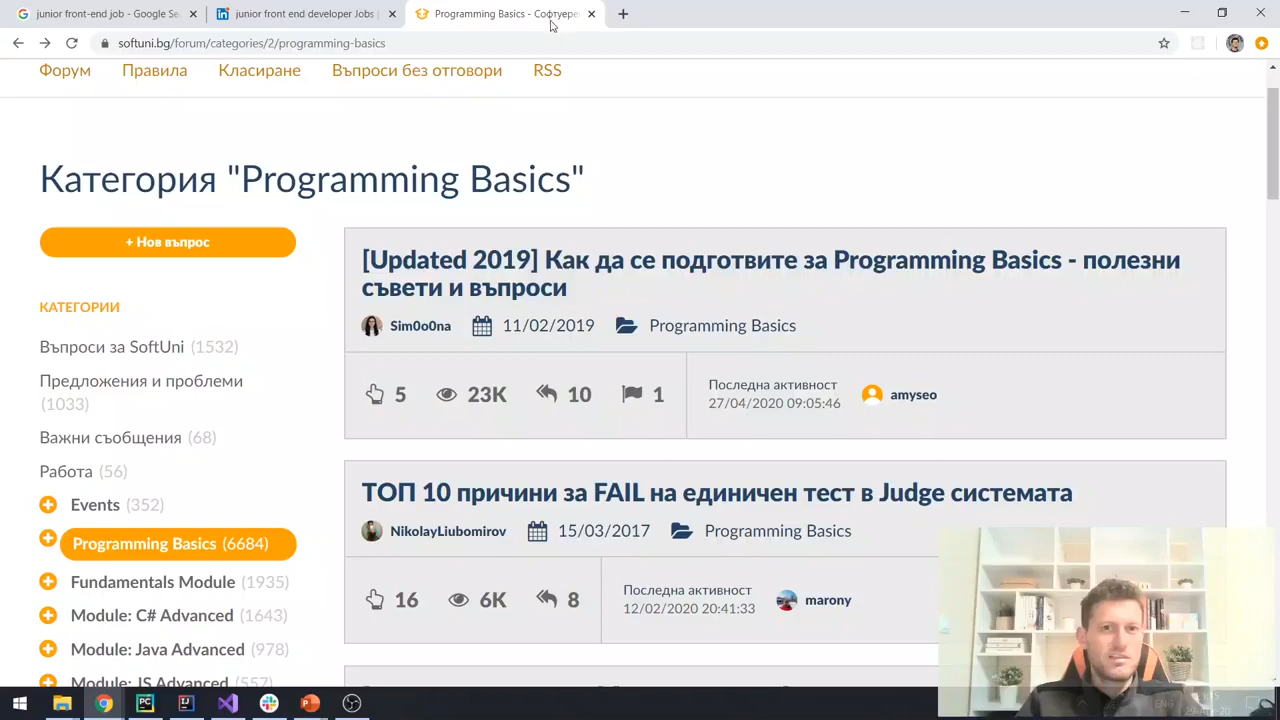 junior front-end job - Google Se
junior front end developer Jobs |
Programming Basics - Софтуере
softuni.bg/forum/categories/2/programming-basics
Форум
Правила
Класиране
Въпроси без отговори
RSS
Категория "Programming Basics"
+ Нов въпрос
КАТЕГОРИИ
Въпроси за SoftUni (1532)
Предложения и проблеми
(1033)
Важни съобщения (68)
Работа (56)
Events (352)
Programming Basics (6684)
Fundamentals Module (1935)
Module: C# Advanced (1643)
Module: Java Advanced (978)
Module: JS Advanced (557)
[Updated 2019] Как да се подготвите за Programming Basics - полезни
съвети и въпроси
Sim0o0na 11/02/2019 Programming Basics
5 23K 10 1
Последна активност
27/04/2020 09:05:46
amyseo
ТОП 10 причини за FAIL на единичен тест в Judge системата
NikolayLiubomirov 15/03/2017 Programming Basics
16 6K 8
Последна активност
12/02/2020 20:41:33
marony